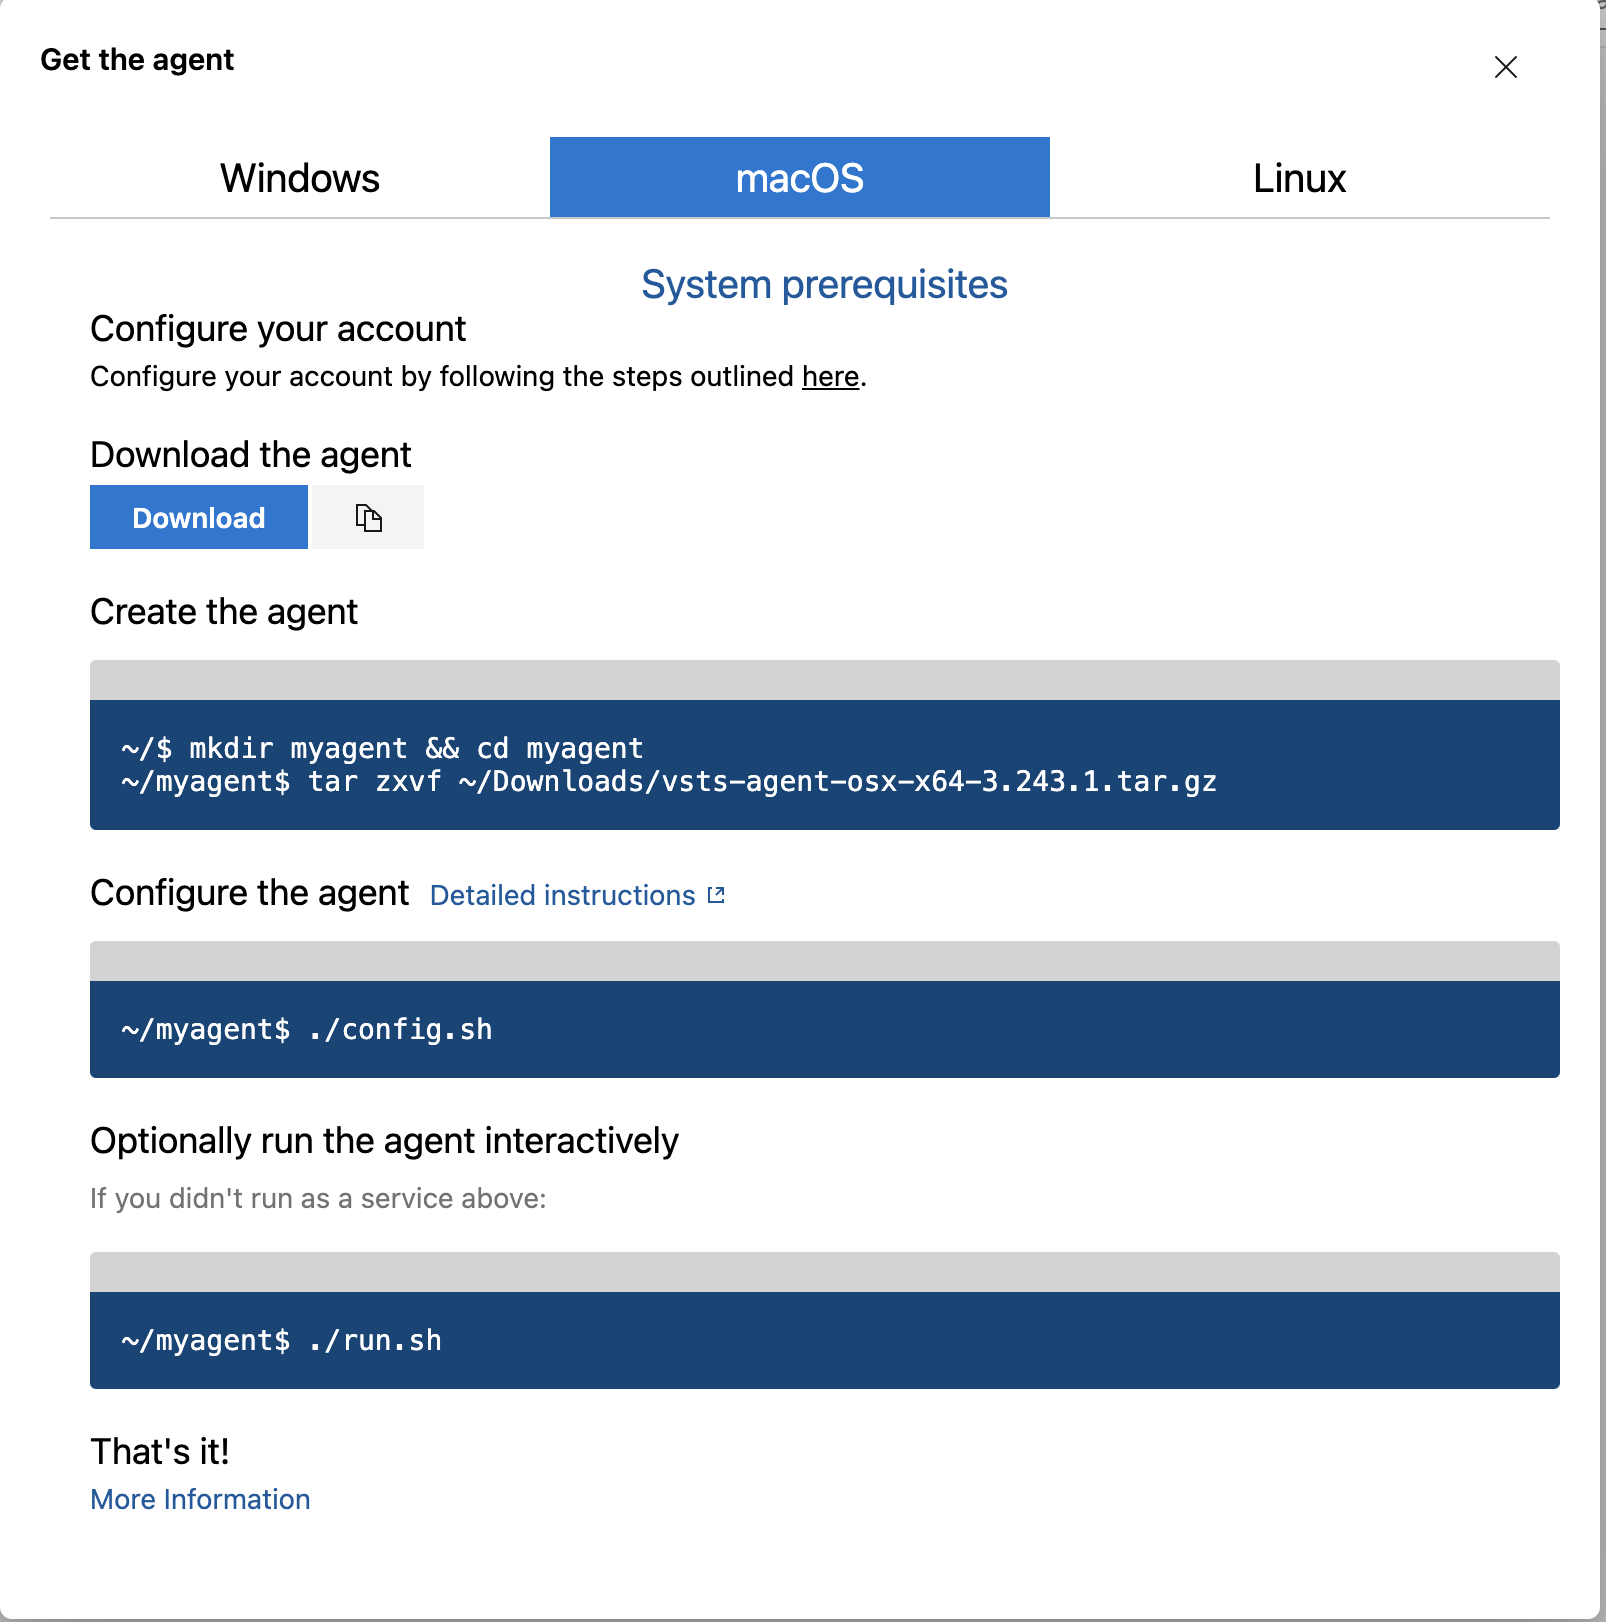 Get the agent
Windows
macOS
Linux
System prerequisites
Configure your account
Configure your account by following the steps outlined here.
Download the agent
Download
Create the agent
~/$ mkdir myagent && cd myagent
~/myagent$ tar zxvf ~/Downloads/vsts-agent-osx-x64-3.243.1.tar.gz
Configure the agent Detailed instructions
~/myagent$ ./config.sh
Optionally run the agent interactively
If you didn't run as a service above:
~/myagent$ ./run.sh
That's it!
More Information